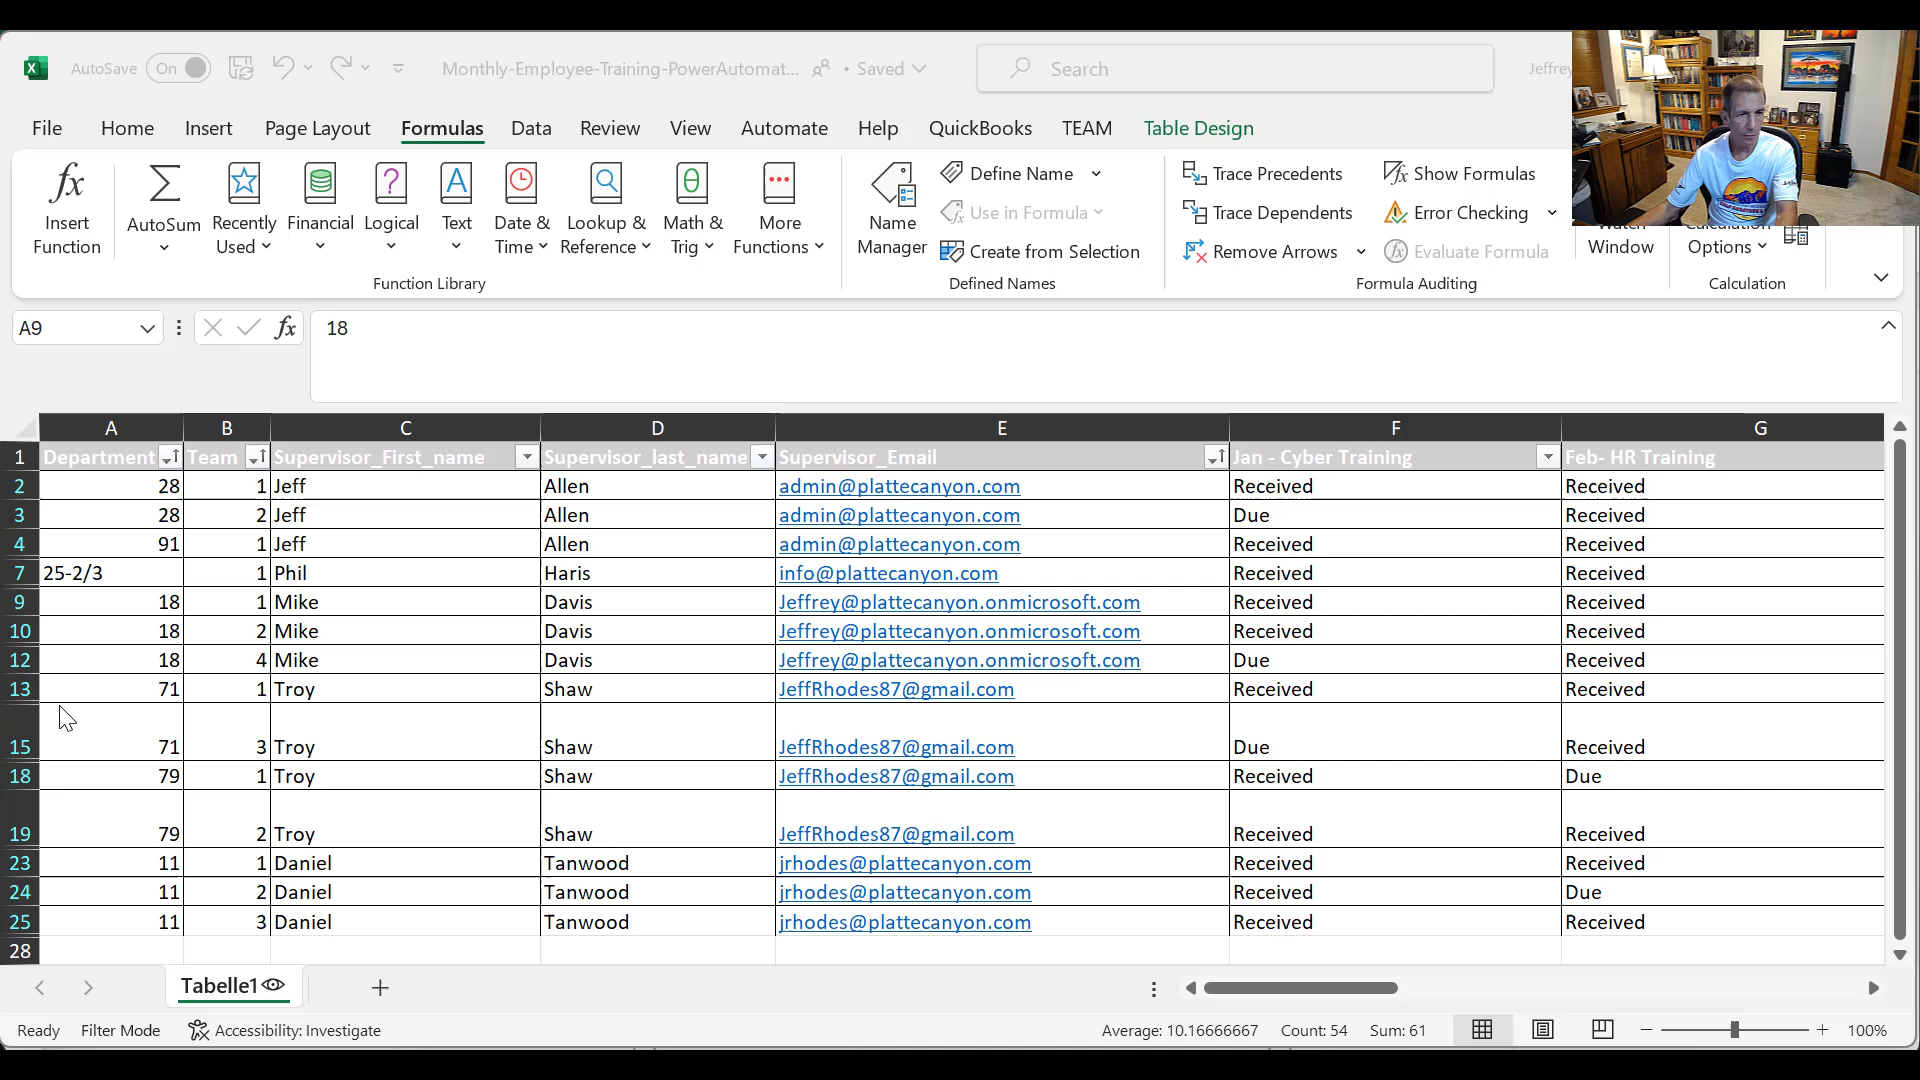 AutoSave On Monthly-Employee-Training-PowerAutomat... • Saved Search Jeffrey
File Home Insert Page Layout Formulas Data Review View Automate Help QuickBooks TEAM Table Design
Insert Function
AutoSum
Recently Used
Financial
Logical
Text
Date & Time
Lookup & Reference
Math & Trig
More Functions
Function Library
Name Manager
Define Name
Use in Formula
Create from Selection
Defined Names
Trace Precedents
Trace Dependents
Remove Arrows
Show Formulas
Error Checking
Evaluate Formula
Formula Auditing
Watch Window
Calculation Options
Calculation
A9 fx 18
A B C D E F G
1 Department Team Supervisor_First_name Supervisor_last_name Supervisor_Email Jan - Cyber Training Feb- HR Training
2 28 1 Jeff Allen admin@plattecanyon.com Received Received
3 28 2 Jeff Allen admin@plattecanyon.com Due Received
4 91 1 Jeff Allen admin@plattecanyon.com Received Received
7 25-2/3 1 Phil Haris info@plattecanyon.com Received Received
9 18 1 Mike Davis Jeffrey@plattecanyon.onmicrosoft.com Received Received
10 18 2 Mike Davis Jeffrey@plattecanyon.onmicrosoft.com Received Received
12 18 4 Mike Davis Jeffrey@plattecanyon.onmicrosoft.com Due Received
13 71 1 Troy Shaw JeffRhodes87@gmail.com Received Received
15 71 3 Troy Shaw JeffRhodes87@gmail.com Due Received
18 79 1 Troy Shaw JeffRhodes87@gmail.com Received Due
19 79 2 Troy Shaw JeffRhodes87@gmail.com Received Received
23 11 1 Daniel Tanwood jrhodes@plattecanyon.com Received Received
24 11 2 Daniel Tanwood jrhodes@plattecanyon.com Received Due
25 11 3 Daniel Tanwood jrhodes@plattecanyon.com Received Received
28
Tabelle1
Ready Filter Mode Accessibility: Investigate Average: 10.16666667 Count: 54 Sum: 61 100%